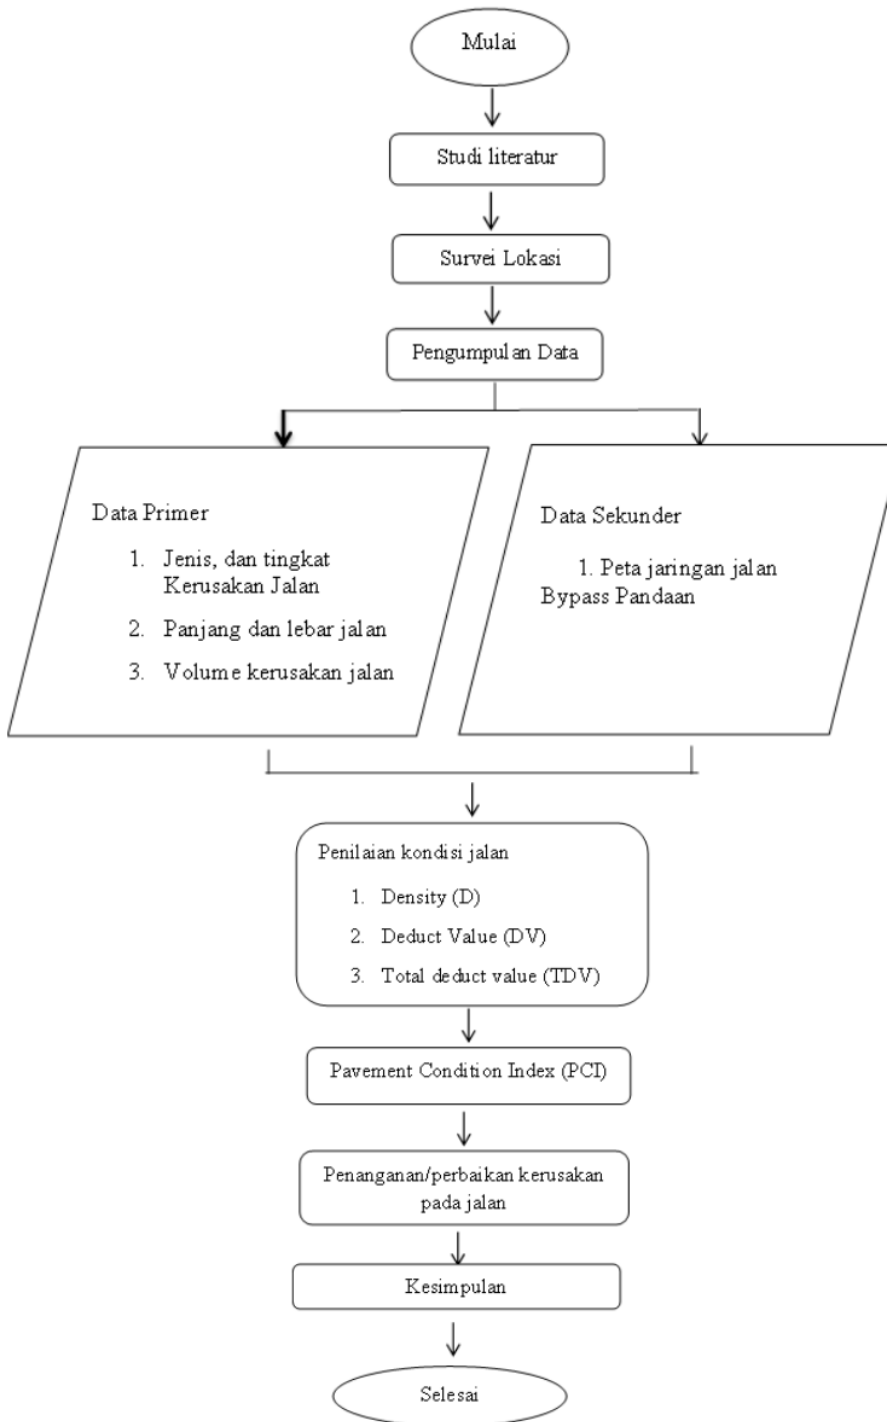 Mulai
Studi literatur
Survei Lokasi
Pengumpulan Data
Data Primer
1. Jenis, dan tingkat
Kerusakan Jalan
2. Panjang dan lebar jalan
3. Volume kerusakan jalan
Data Sekunder
1. Peta jaringan jalan
Bypass Pandaan
Penilaian kondisi jalan
1. Density (D)
2. Deduct Value (DV)
3. Total deduct value (TDV)
Pavement Condition Index (PCI)
Penanganan/perbaikan kerusakan
pada jalan
Kesimpulan
Selesai